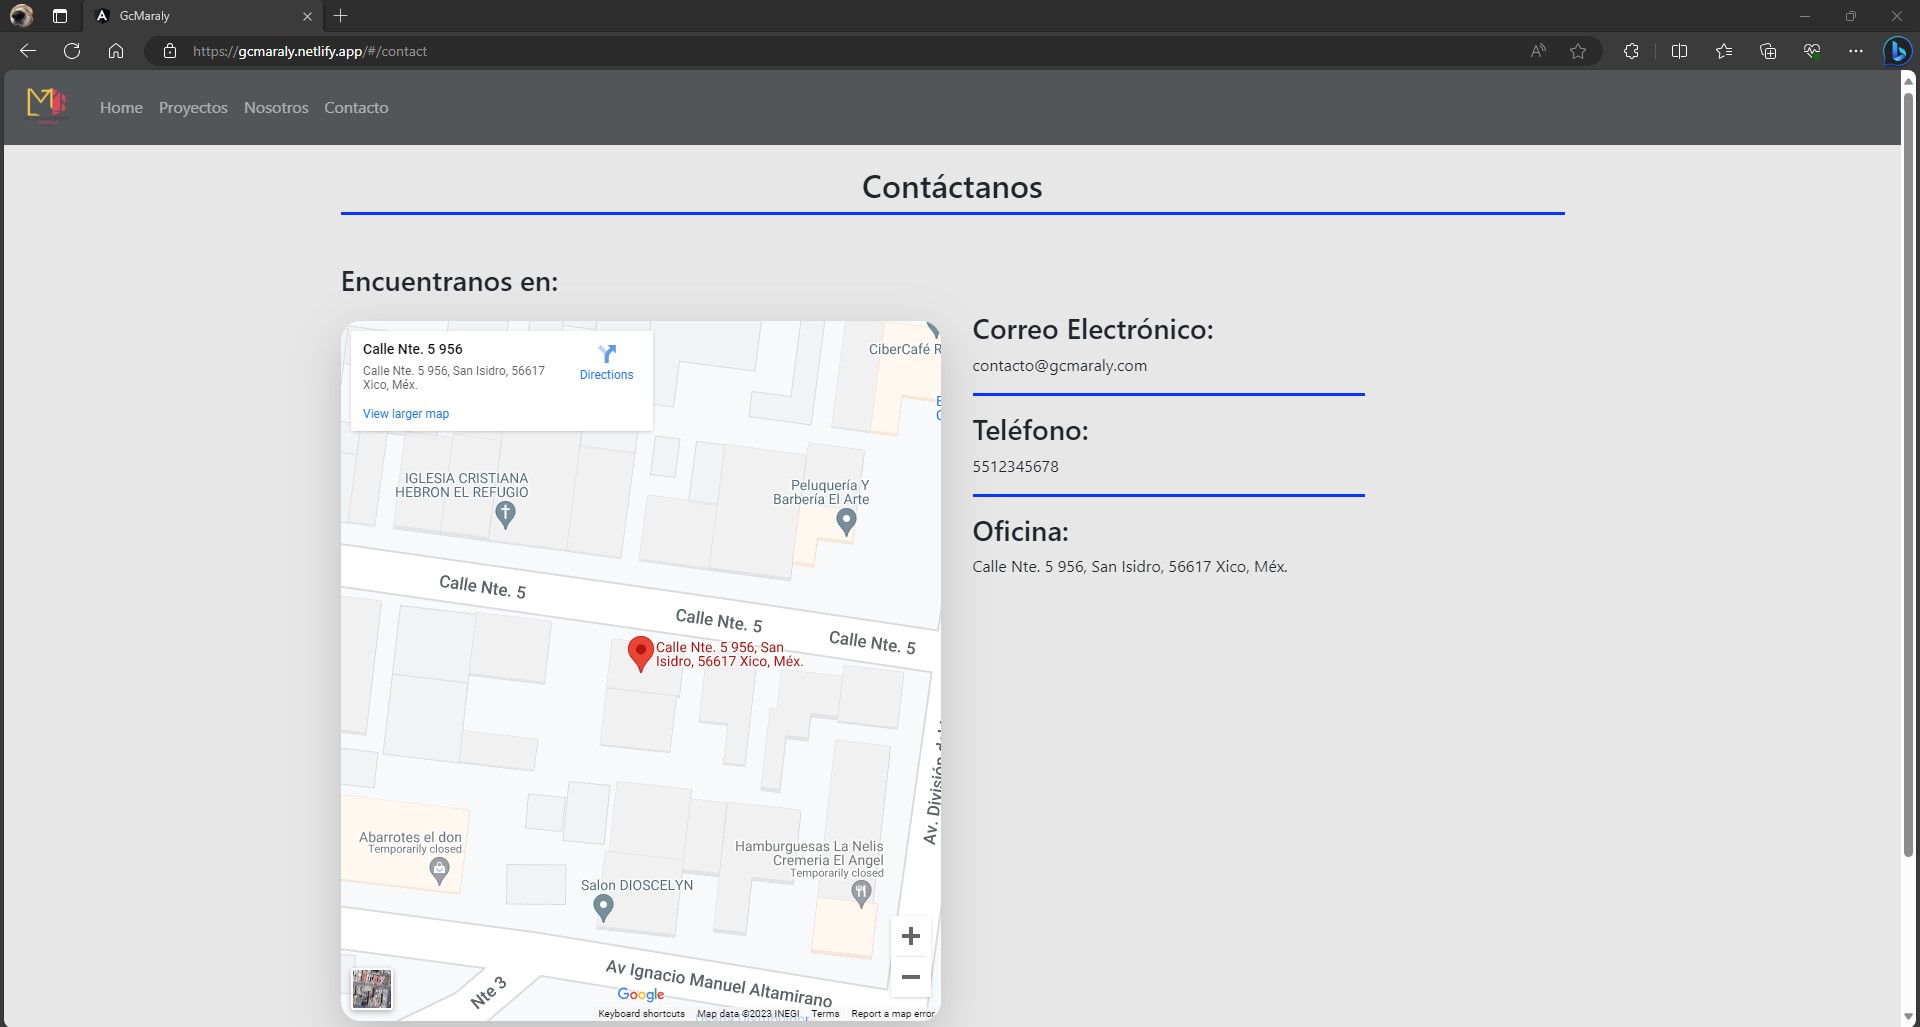 GcMaraly
https://gcmaraly.netlify.app/#/contact
Home Proyectos Nosotros Contacto
Contáctanos
Encuentranos en:
Calle Nte. 5 956
Calle Nte. 5 956, San Isidro, 56617
Xico, Méx.
Directions
View larger map
CiberCafé R
IGLESIA CRISTIANA
HEBRON EL REFUGIO
Peluquería Y
Barbería El Arte
Calle Nte. 5
Calle Nte. 5
Calle Nte. 5
Calle Nte. 5 956, San
Isidro, 56617 Xico, Méx.
Av. División del
Abarrotes el don
Temporarily closed
Hamburguesas La Nelis
Cremeria El Angel
Temporarily closed
Salon DIOSCELYN
Av Ignacio Manuel Altamirano
Nte 3
Google
Keyboard shortcuts Map data ©2023 INEGI Terms Report a map error
Correo Electrónico:
contacto@gcmaraly.com
Teléfono:
5512345678
Oficina:
Calle Nte. 5 956, San Isidro, 56617 Xico, Méx.